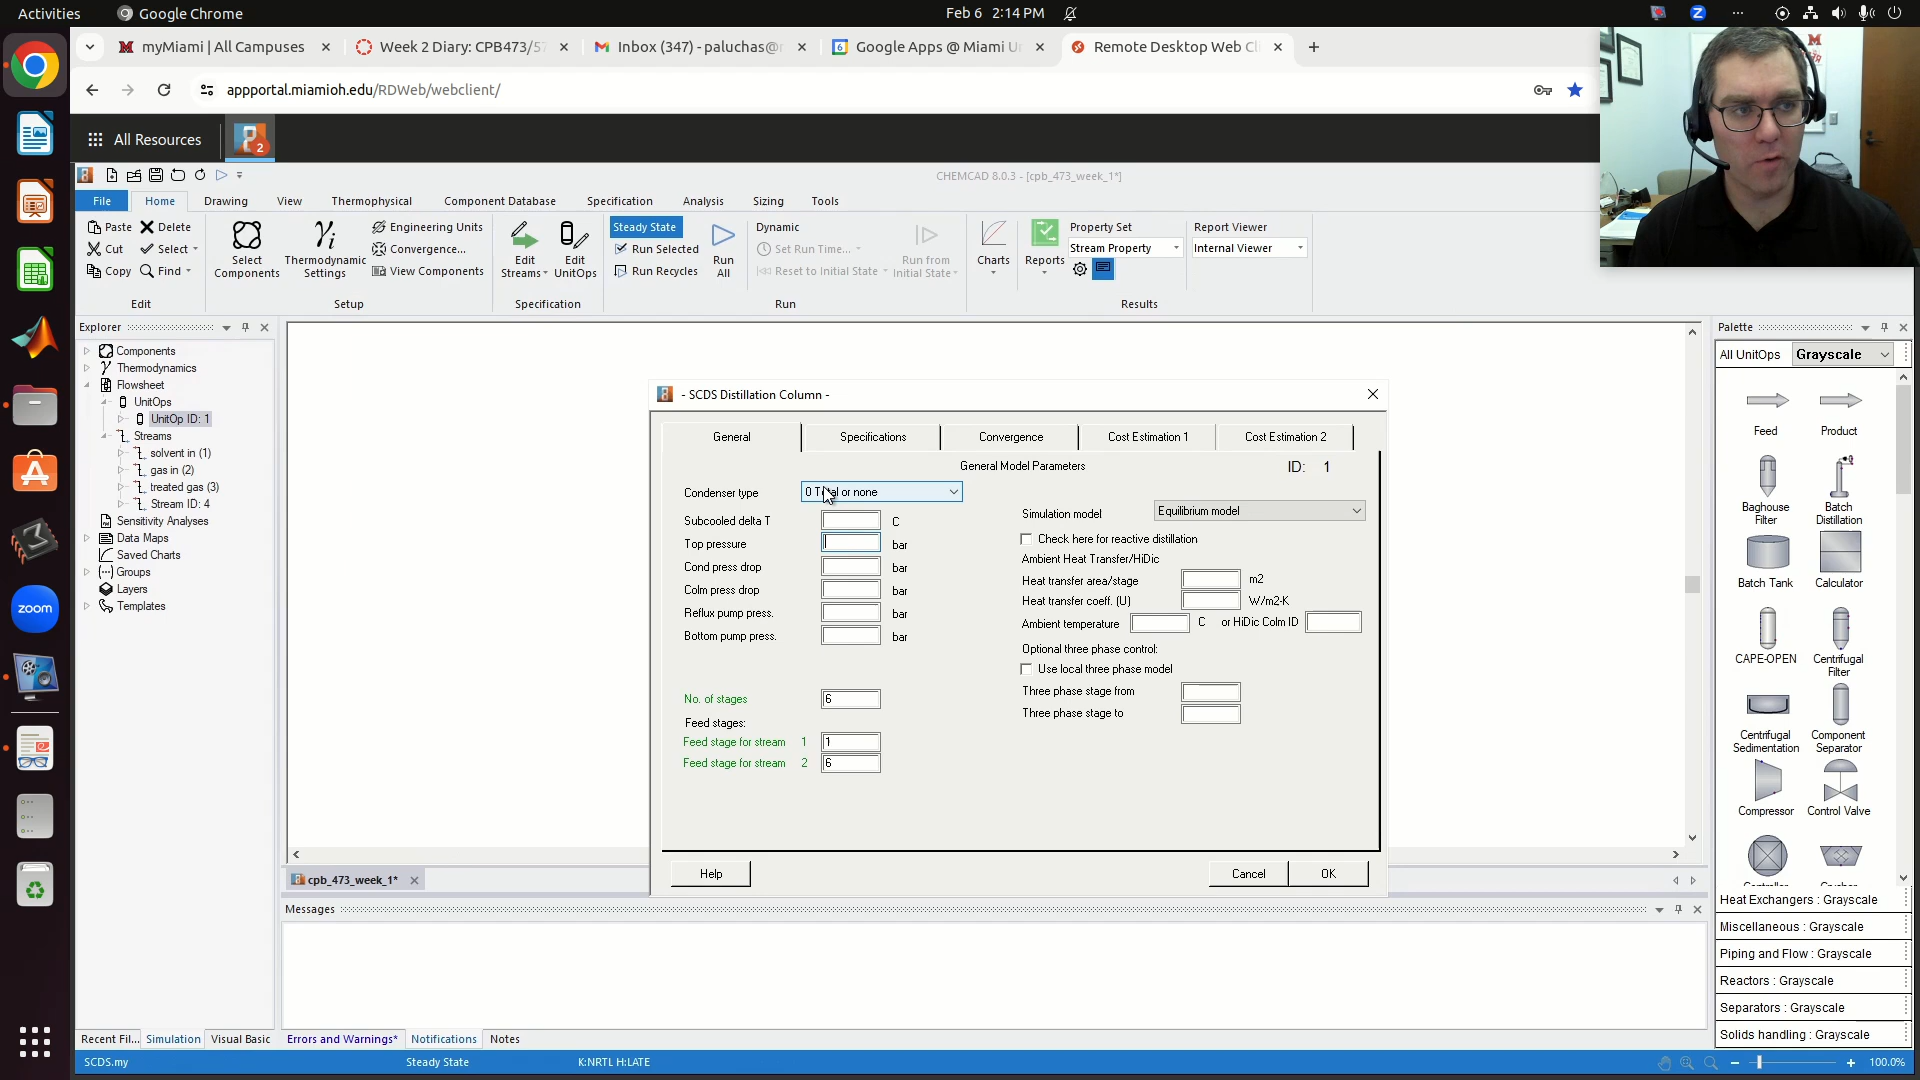 Activities
Google Chrome
Feb 6 2:14 PM
myMiami | All Campuses
Week 2 Diary: CPB473/57
Inbox (347) - paluchas@
Google Apps @ Miami Un
Remote Desktop Web Cl
appportal.miamioh.edu/RDWeb/webclient/
All Resources
2
CHEMCAD 8.0.3 - [cpb_473_week_1*]
File Home Drawing View Thermophysical Component Database Specification Sizing Analysis Sizing Tools
Paste Delete
Cut Select
Copy Find
Edit
Select Components
Thermodynamic Settings
Engineering Units
Convergence...
View Components
Setup
Edit Streams
Edit UnitOps
Specification
Steady State
Run Selected
Run Recycles
Run All
Dynamic
Set Run Time...
Reset to Initial State
Run from Initial State
Run
Charts
Reports
Property Set
Stream Property
Report Viewer
Internal Viewer
Results
Explorer
Components
Thermodynamics
Flowsheet
UnitOps
UnitOp ID: 1
Streams
solvent in (1)
gas in (2)
treated gas (3)
Stream ID: 4
Sensitivity Analyses
Data Maps
Saved Charts
Groups
Layers
Templates
- SCDS Distillation Column -
General Specifications Convergence Cost Estimation 1 Cost Estimation 2
General Model Parameters ID: 1
Condenser type 0 Total or none
Subcooled delta T C
Top pressure bar
Cond press drop bar
Colm press drop bar
Reflux pump press. bar
Bottom pump press. bar
No. of stages 6
Feed stages:
Feed stage for stream 1 1
Feed stage for stream 2 6
Simulation model Equilibrium model
Check here for reactive distillation
Ambient Heat Transfer/HiDic
Heat transfer area/stage m2
Heat transfer coeff. (U) W/m2-K
Ambient temperature C or HiDic Colm ID
Optional three phase control:
Use local three phase model
Three phase stage from
Three phase stage to
Help Cancel OK
cpb_473_week_1*
Messages
Palette
All UnitOps Grayscale
Feed Product
Baghouse Filter
Batch Distillation
Batch Tank Calculator
CAPE-OPEN
Centrifugal Filter
Centrifugal Sedimentation
Component Separator
Compressor Control Valve
Heat Exchangers : Grayscale
Miscellaneous : Grayscale
Piping and Flow : Grayscale
Reactors : Grayscale
Separators : Grayscale
Solids handling : Grayscale
Recent Fil... Simulation Visual Basic Errors and Warnings* Notifications Notes
SCDS.my Steady State K:NRTL H:LATE 100.0%
zoom